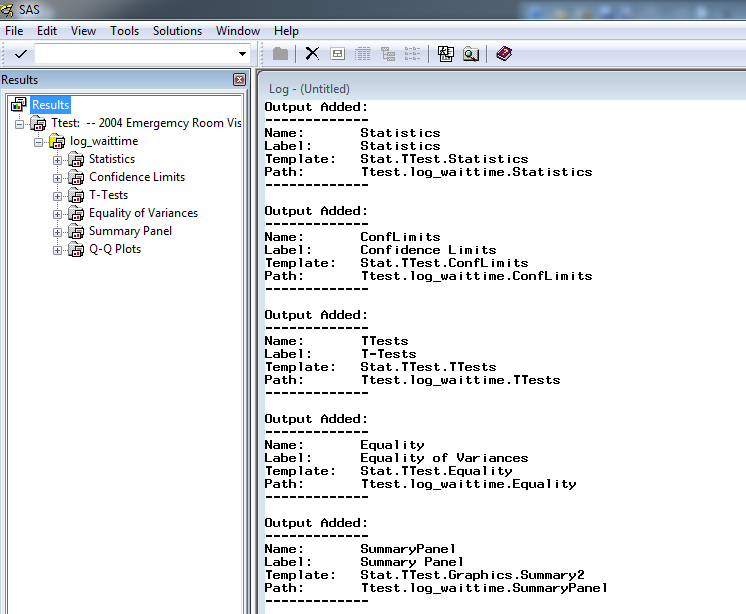 SAS
File Edit View Tools Solutions Window Help
Results
Results
Ttest: -- 2004 Emergemcy Room Vis
log_waittime
Statistics
Confidence Limits
T-Tests
Equality of Variances
Summary Panel
Q-Q Plots
Log - (Untitled)
Output Added:
-------------
Name: Statistics
Label: Statistics
Template: Stat.TTest.Statistics
Path: Ttest.log_waittime.Statistics
-------------
Output Added:
-------------
Name: ConfLimits
Label: Confidence Limits
Template: Stat.TTest.ConfLimits
Path: Ttest.log_waittime.ConfLimits
-------------
Output Added:
-------------
Name: TTests
Label: T-Tests
Template: Stat.TTest.TTests
Path: Ttest.log_waittime.TTests
-------------
Output Added:
-------------
Name: Equality
Label: Equality of Variances
Template: Stat.TTest.Equality
Path: Ttest.log_waittime.Equality
-------------
Output Added:
-------------
Name: SummaryPanel
Label: Summary Panel
Template: Stat.TTest.Graphics.Summary2
Path: Ttest.log_waittime.SummaryPanel
-------------